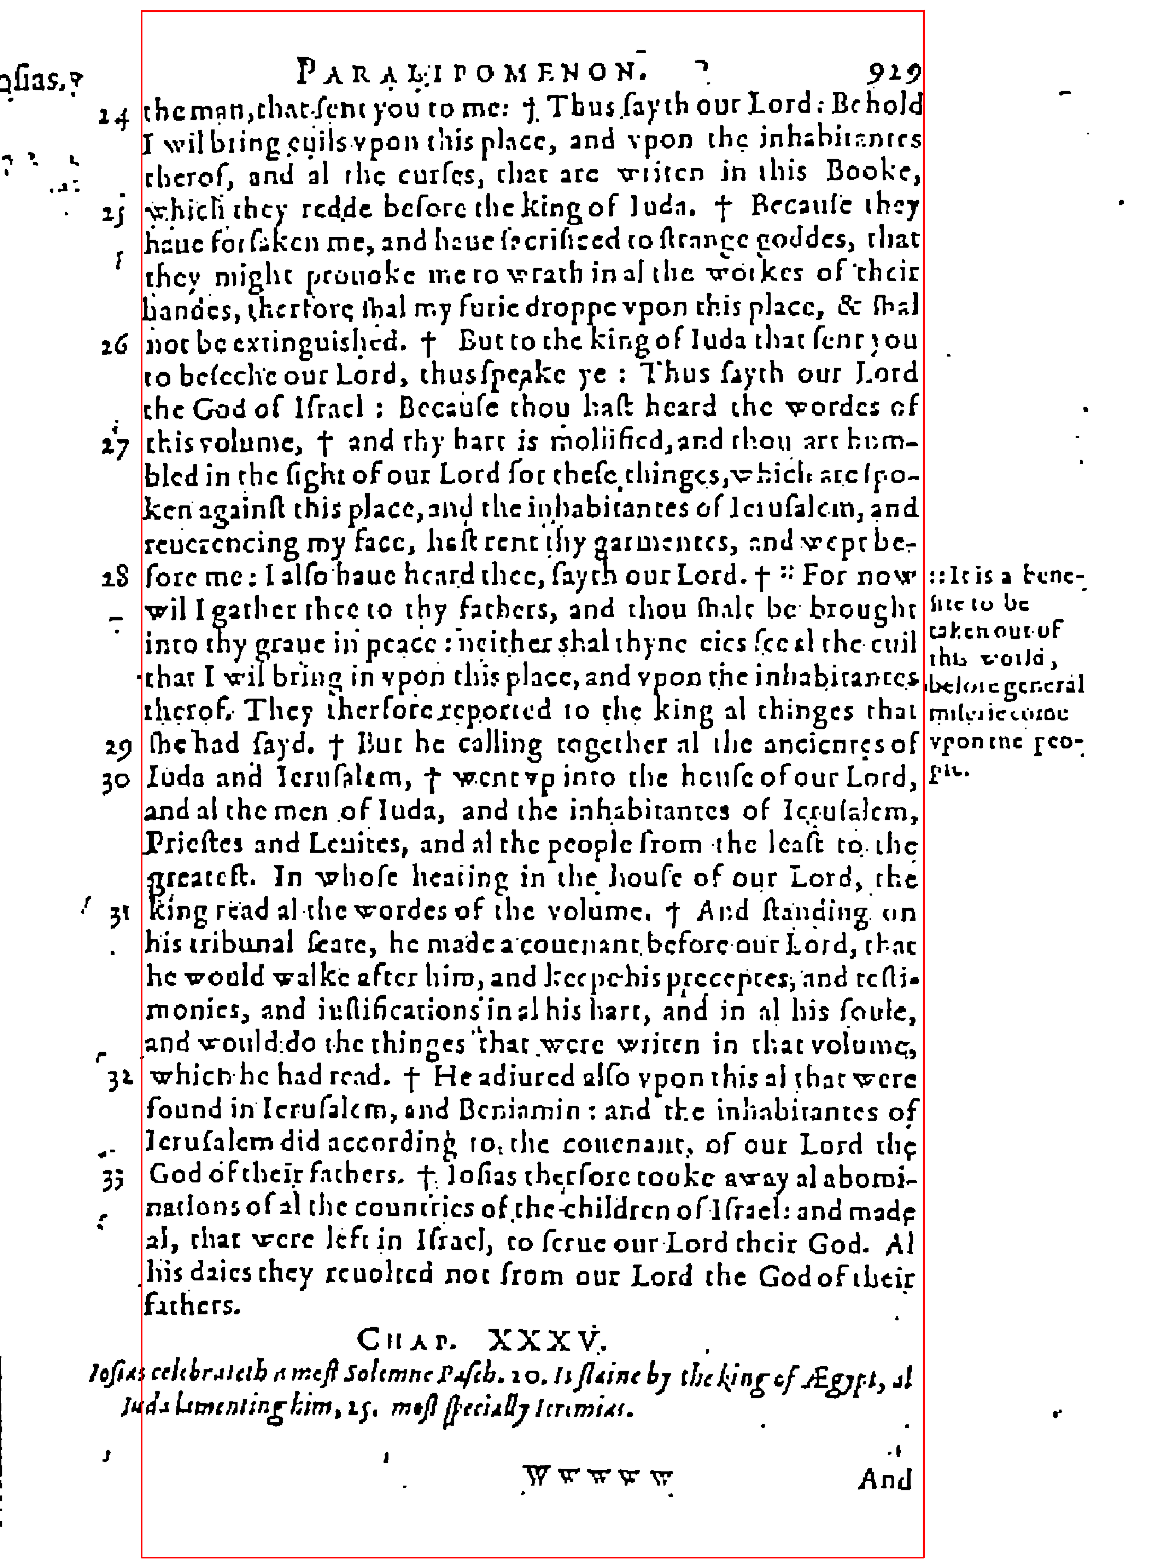 PARALIPOMENON. 929
24 the man, that sent you to me: † Thus sayth our Lord: Behold
I wil bring euils vpon this place, and vpon the inhabitantes
therof, and al the curses, that are writen in this Booke,
25 which they redde before the king of Iuda. † Because they
haue forsaken me, and haue sacrificed to strange goddes, that
they might prouoke me to wrath in al the workes of their
handes, therfore shal my furie droppe vpon this place, & shal
26 not be extinguished. † But to the king of Iuda that sent you
to beseche our Lord, thus speake ye : Thus sayth our Lord
the God of Israel : Because thou hast heard the wordes of
27 this volume, † and thy hart is mollified, and thou art hum-
bled in the sight of our Lord for these thinges, which are spo-
ken against this place, and the inhabitantes of Ierusalem, and
reuerencing my face, hast rent thy garmentes, and wept be-
28 fore me: I also haue heard thee, sayth our Lord. † :: For now
wil I gather thee to thy fathers, and thou shalt be brought
into thy graue in peace : neither shal thyne eies see al the euil
that I wil bring in vpon this place, and vpon the inhabitantes
therof. They therfore reported to the king al thinges that
29 she had sayd. † But he calling together al the ancientes of
30 Iuda and Ierusalem, † went vp into the house of our Lord,
and al the men of Iuda, and the inhabitantes of Ierusalem,
Priestes and Leuites, and al the people from the least to the
greatest. In whose hearing in the house of our Lord, the
31 king read al the wordes of the volume. † And standing on
his tribunal seate, he made a couenant before our Lord, that
he would walke after him, and keepe his preceptes, and testi-
monies, and iustifications in al his hart, and in al his soule,
and would do the thinges that were writen in that volume,
32 which he had read. † He adiured also vpon this al that were
found in Ierusalem, and Beniamin : and the inhabitantes of
Ierusalem did according to the couenant, of our Lord the
33 God of their fathers. † Iosias therfore tooke away al abomi-
nations of al the countries of the children of Israel: and made
al, that were left in Israel, to serue our Lord their God. Al
his daies they reuolted not from our Lord the God of their
fathers.
:: It is a bene-
fite to be
taken out of
this world,
before general
miserie come
vpon the peo-
ple.
CHAP. XXXV.
Iosias celebrateth a most Solemne Pasch. 20. Is slaine by the king of Ægypt, al
Iuda lamenting him, 25. most specially Ieremias.
Wwwww And